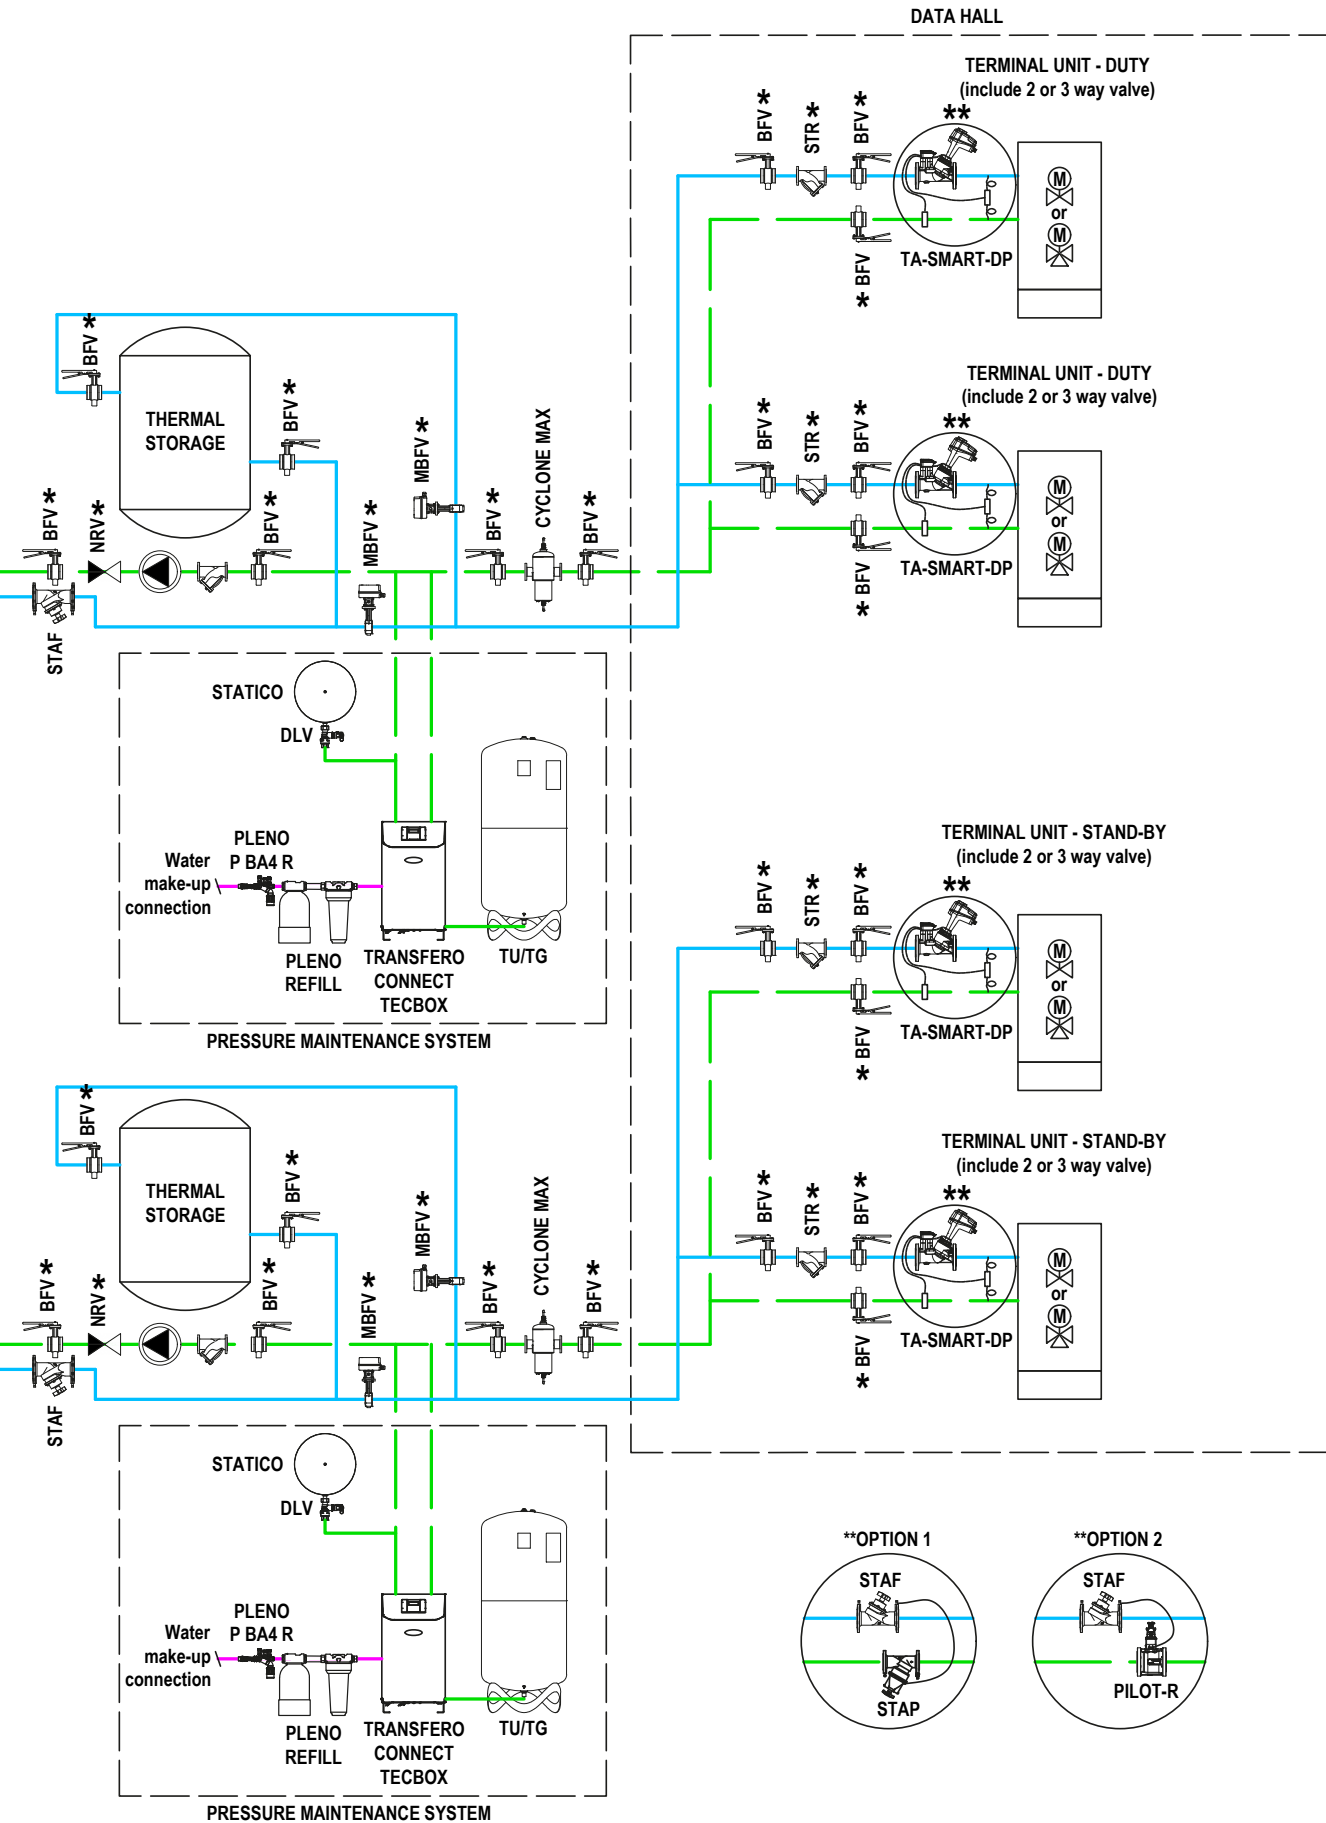 DATA HALL
TERMINAL UNIT - DUTY
(include 2 or 3 way valve)
**
BFV *
STR *
BFV *
M
or
M
TA-SMART-DP
* BFV
TERMINAL UNIT - DUTY
(include 2 or 3 way valve)
**
BFV *
STR *
BFV *
M
or
M
TA-SMART-DP
* BFV
BFV *
THERMAL
STORAGE
BFV *
MBFV *
CYCLONE MAX
BFV *
NRV *
BFV *
MBFV *
BFV *
BFV *
STAF
STATICO
DLV
PLENO
P BA4 R
Water
make-up
connection
PLENO
REFILL
TRANSFERO
CONNECT
TECBOX
TU/TG
PRESSURE MAINTENANCE SYSTEM
TERMINAL UNIT - STAND-BY
(include 2 or 3 way valve)
**
BFV *
STR *
BFV *
M
or
M
TA-SMART-DP
* BFV
TERMINAL UNIT - STAND-BY
(include 2 or 3 way valve)
**
BFV *
STR *
BFV *
M
or
M
TA-SMART-DP
* BFV
BFV *
THERMAL
STORAGE
BFV *
MBFV *
CYCLONE MAX
BFV *
NRV *
BFV *
MBFV *
BFV *
BFV *
STAF
STATICO
DLV
PLENO
P BA4 R
Water
make-up
connection
PLENO
REFILL
TRANSFERO
CONNECT
TECBOX
TU/TG
PRESSURE MAINTENANCE SYSTEM
**OPTION 1
STAF
STAP
**OPTION 2
STAF
PILOT-R